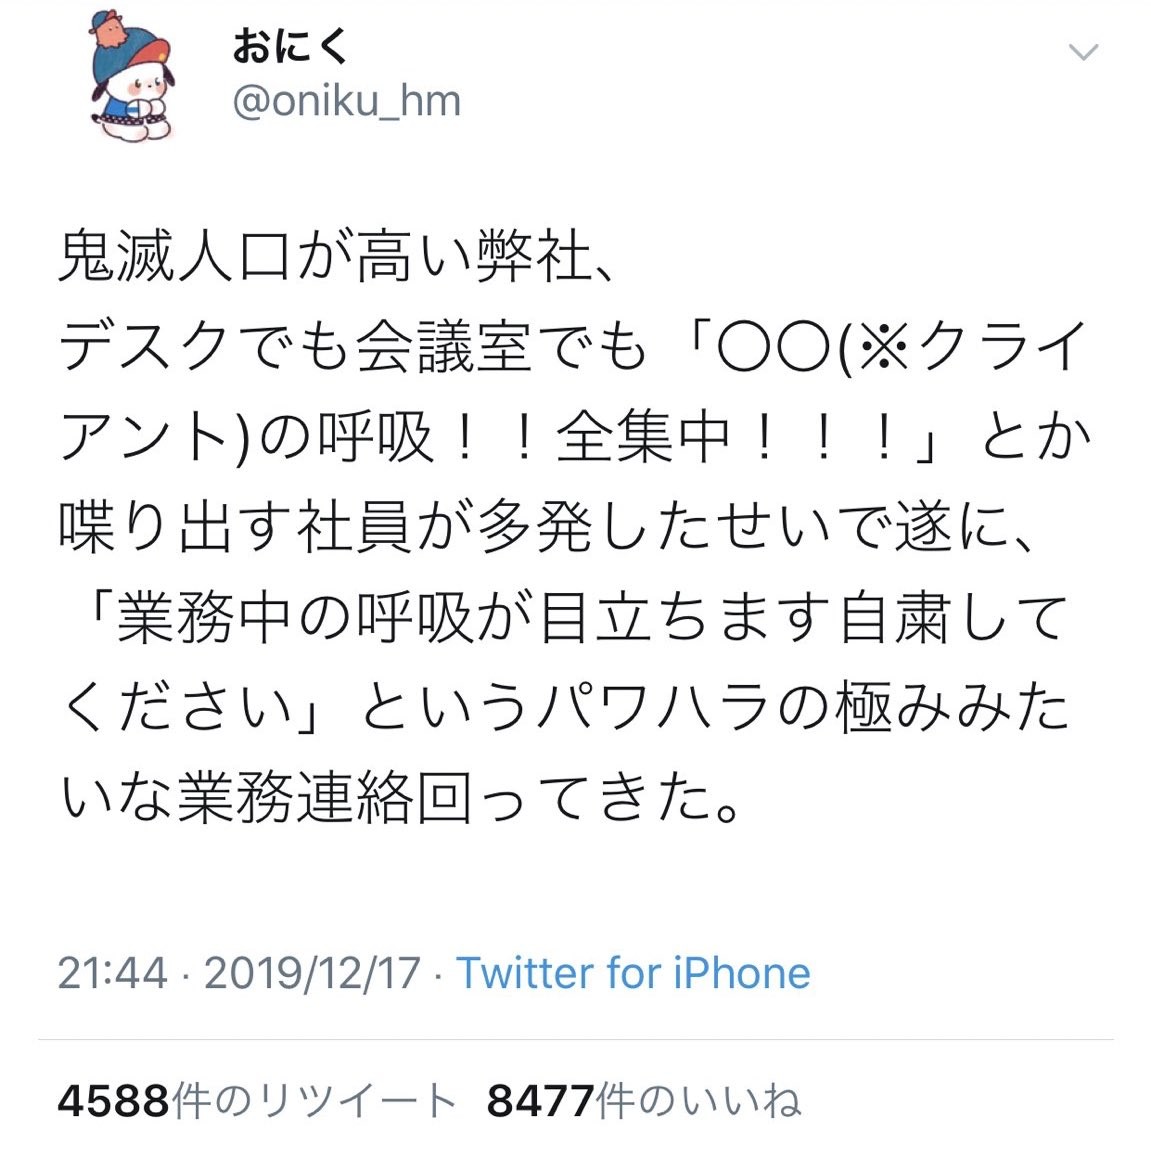 おにく
@oniku_hm
鬼滅人口が高い弊社、
デスクでも会議室でも「〇〇(※クライ
アント)の呼吸！！全集中！！！」とか
喋り出す社員が多発したせいで遂に、
「業務中の呼吸が目立ちます自粛して
ください」というパワハラの極みみた
いな業務連絡回ってきた。
21:44 · 2019/12/17 · Twitter for iPhone
4588件のリツイート 8477件のいいね